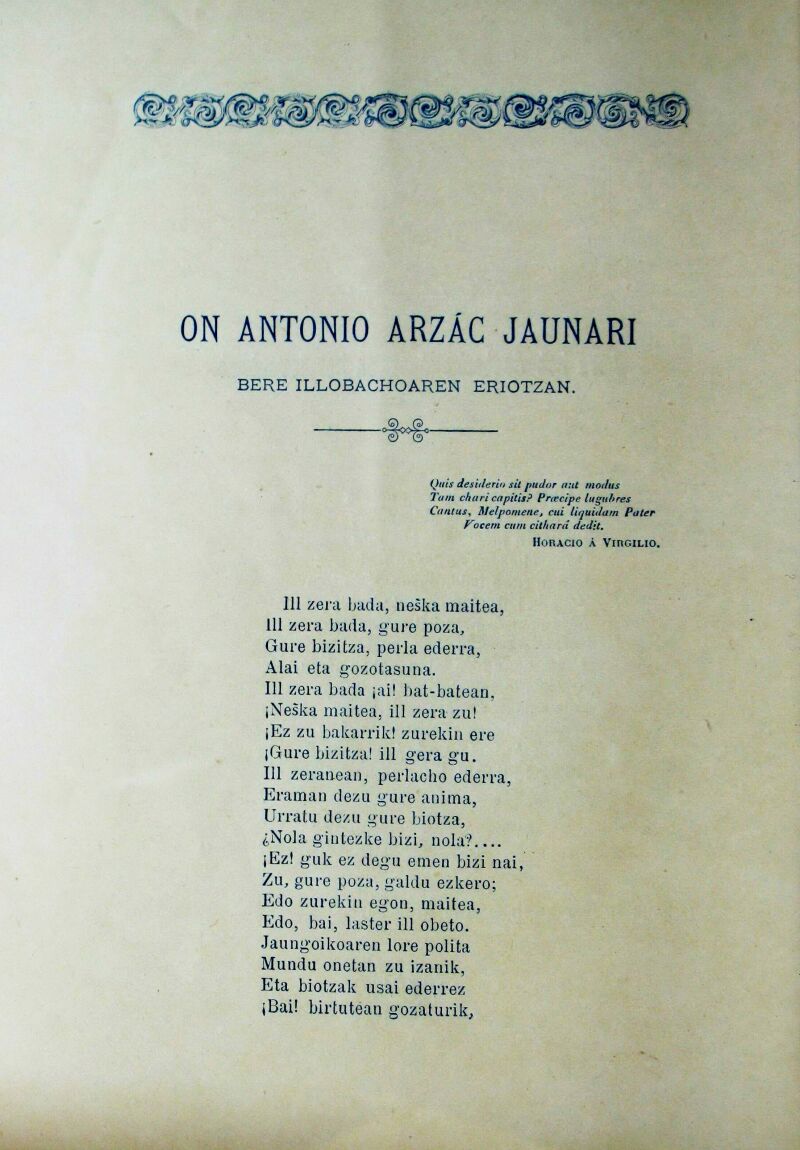 ON ANTONIO ARZÁC JAUNARI
BERE ILLOBACHOAREN ERIOTZAN.
Quis desiderio sit pudor aut modus
Tam chari capitis? Præcipe lugubres
Cantus, Melpomene, cui liquidam Pater
Vocem cum citharâ dedit.
HORACIO Á VIRGILIO.
Ill zera bada, neška maitea,
Ill zera bada, gure poza,
Gure bizitza, perla ederra,
Alai eta gozotasuna.
Ill zera bada ¡ai! bat-batean,
¡Neška maitea, ill zera zu!
¡Ez zu bakarrik! zurekin ere
¡Gure bizitza! ill gera gu.
Ill zeranean, perlacho ederra,
Eraman dezu gure anima,
Urratu dezu gure biotza,
¿Nola gintezke bizi, nola?....
¡Ez! guk ez degu emen bizi nai,
Zu, gure poza, galdu ezkero;
Edo zurekin egon, maitea,
Edo, bai, laster ill obeto.
Jaungoikoaren lore polita
Mundu onetan zu izanik,
Eta biotzak usai ederrez
¡Bai! birtutean gozaturik,